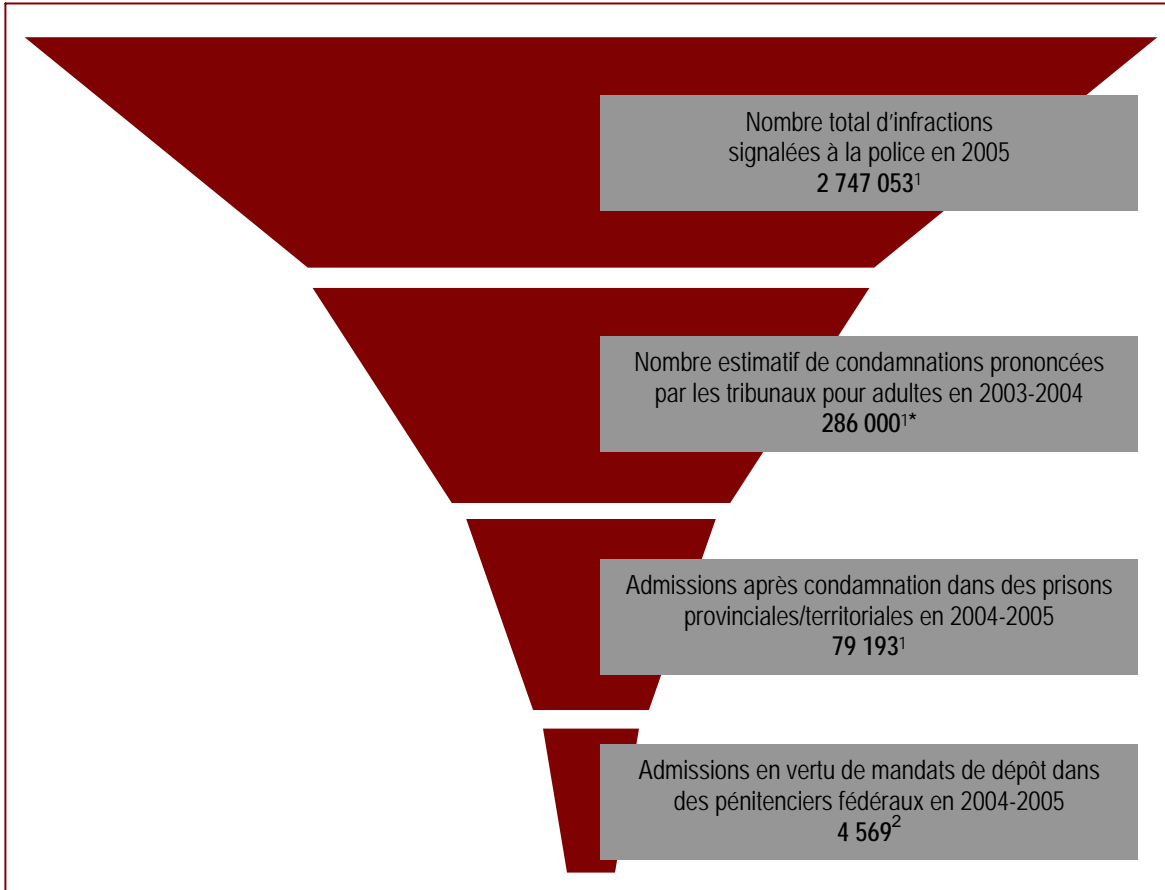 Nombre total d'infractions
signalées à la police en 2005
2 747 053¹
Nombre estimatif de condamnations prononcées
par les tribunaux pour adultes en 2003-2004
286 000¹*
Admissions après condamnation dans des prisons
provinciales/territoriales en 2004-2005
79 193¹
Admissions en vertu de mandats de dépôt dans
des pénitenciers fédéraux en 2004-2005
4 569²